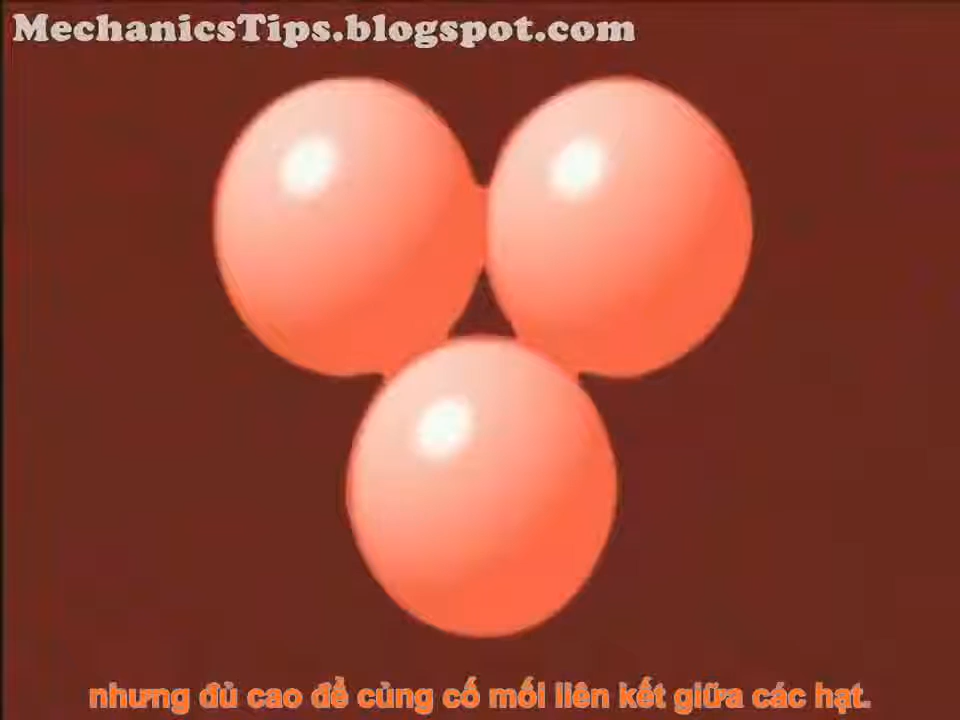 MechanicsTips.blogspot.com
nhưng đủ cao để củng cố mối liên kết giữa các hạt.